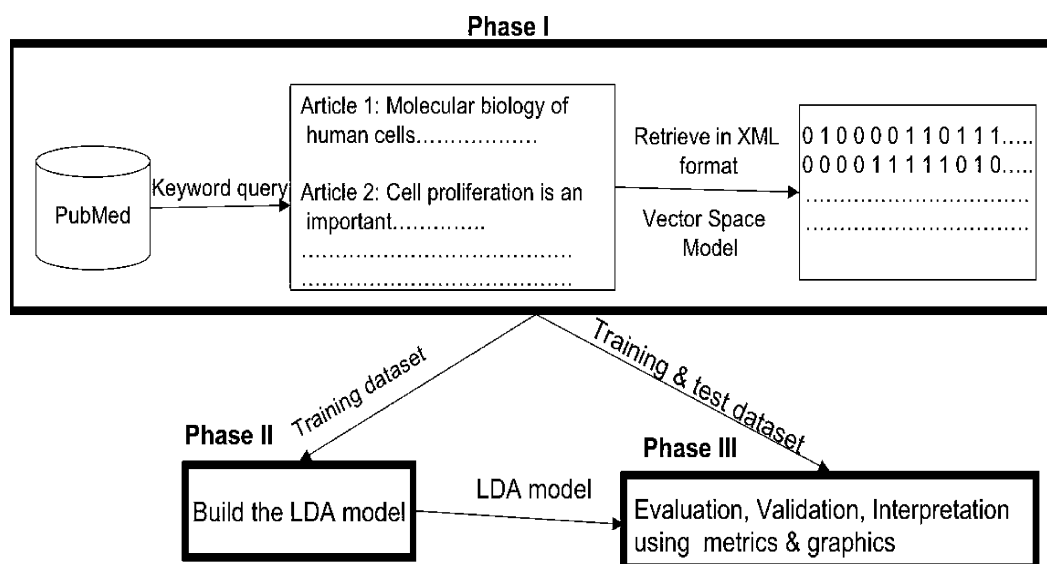 Phase I
PubMed
Keyword query
Article 1: Molecular biology of
human cells................
Article 2: Cell proliferation is an
important..............
.......................................
.......................................
Retrieve in XML
format
Vector Space
Model
0 1 0 0 0 0 1 1 0 1 1 1.....
0 0 0 0 1 1 1 1 1 0 1 0.....
................................
................................
Training dataset
Training & test dataset
Phase II
Build the LDA model
LDA model
Phase III
Evaluation, Validation, Interpretation
using metrics & graphics